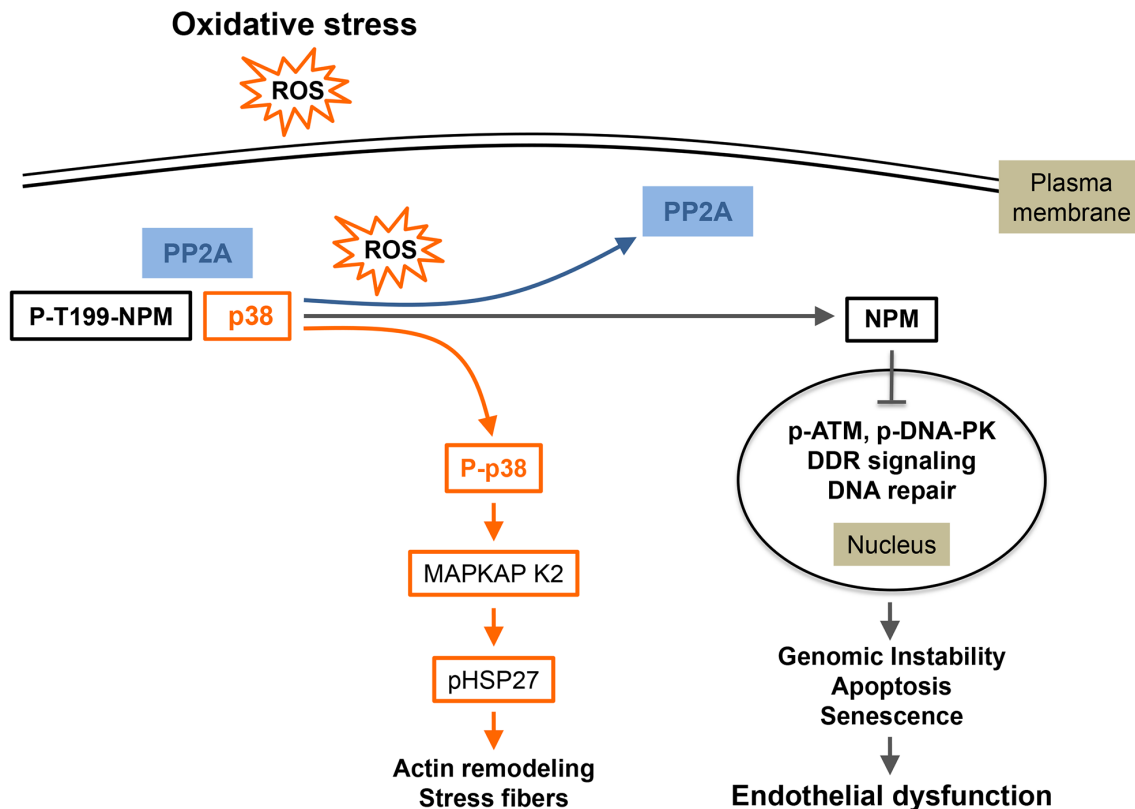 Oxidative stress
ROS
Plasma
membrane
PP2A
PP2A
ROS
P-T199-NPM
p38
NPM
p-ATM, p-DNA-PK
DDR signaling
DNA repair
Nucleus
P-p38
MAPKAP K2
pHSP27
Actin remodeling
Stress fibers
Genomic Instability
Apoptosis
Senescence
Endothelial dysfunction